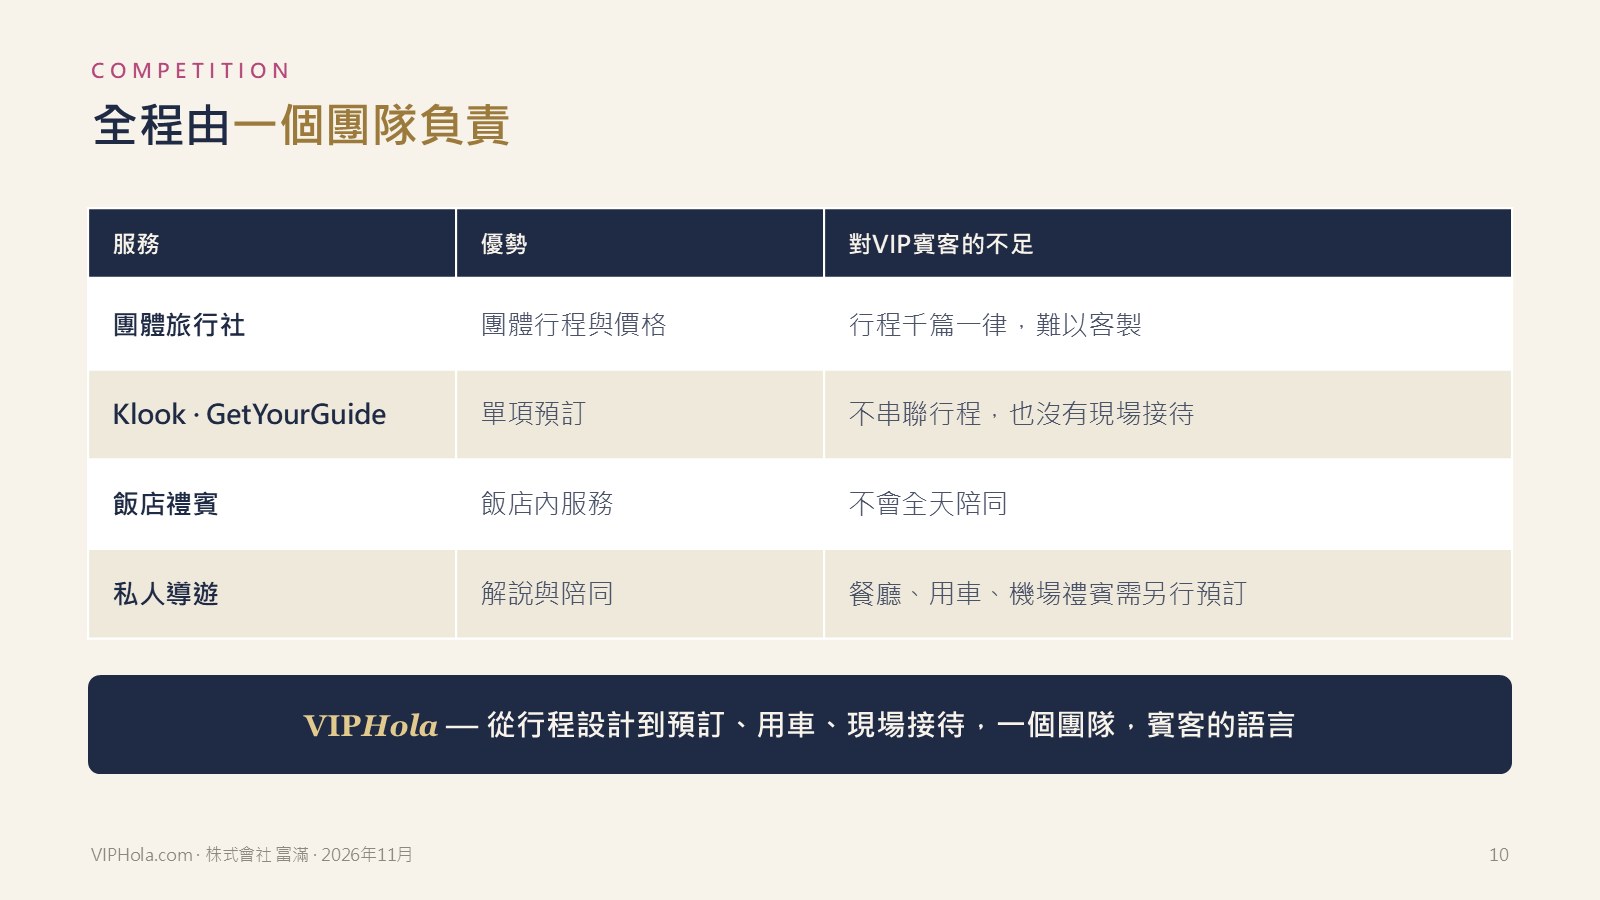 COMPETITION
全程由一個團隊負責
服務 優勢 對VIP賓客的不足
團體旅行社 團體行程與價格 行程千篇一律，難以客製
Klook · GetYourGuide 單項預訂 不串聯行程，也沒有現場接待
飯店禮賓 飯店內服務 不會全天陪同
私人導遊 解說與陪同 餐廳、用車、機場禮賓需另行預訂
VIPHola — 從行程設計到預訂、用車、現場接待，一個團隊，賓客的語言
VIPHola.com · 株式會社 富滿 · 2026年11月 10